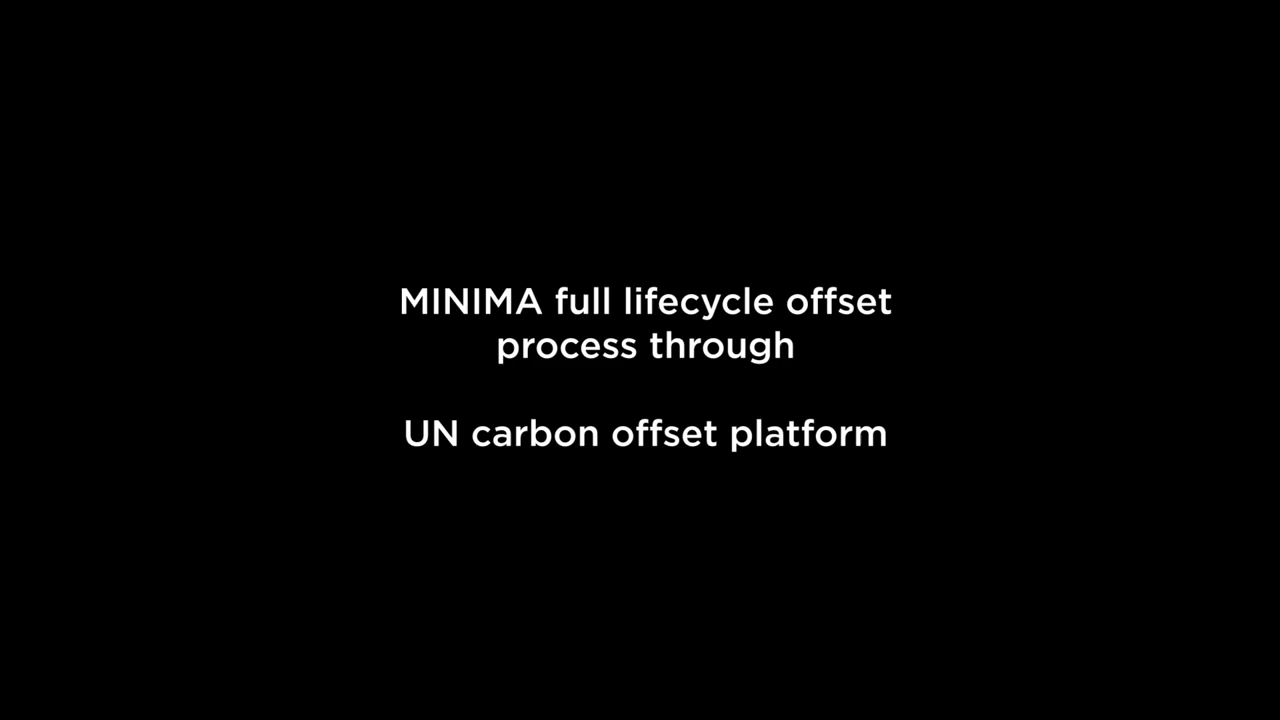 MINIMA full lifecycle offset
process through
UN carbon offset platform